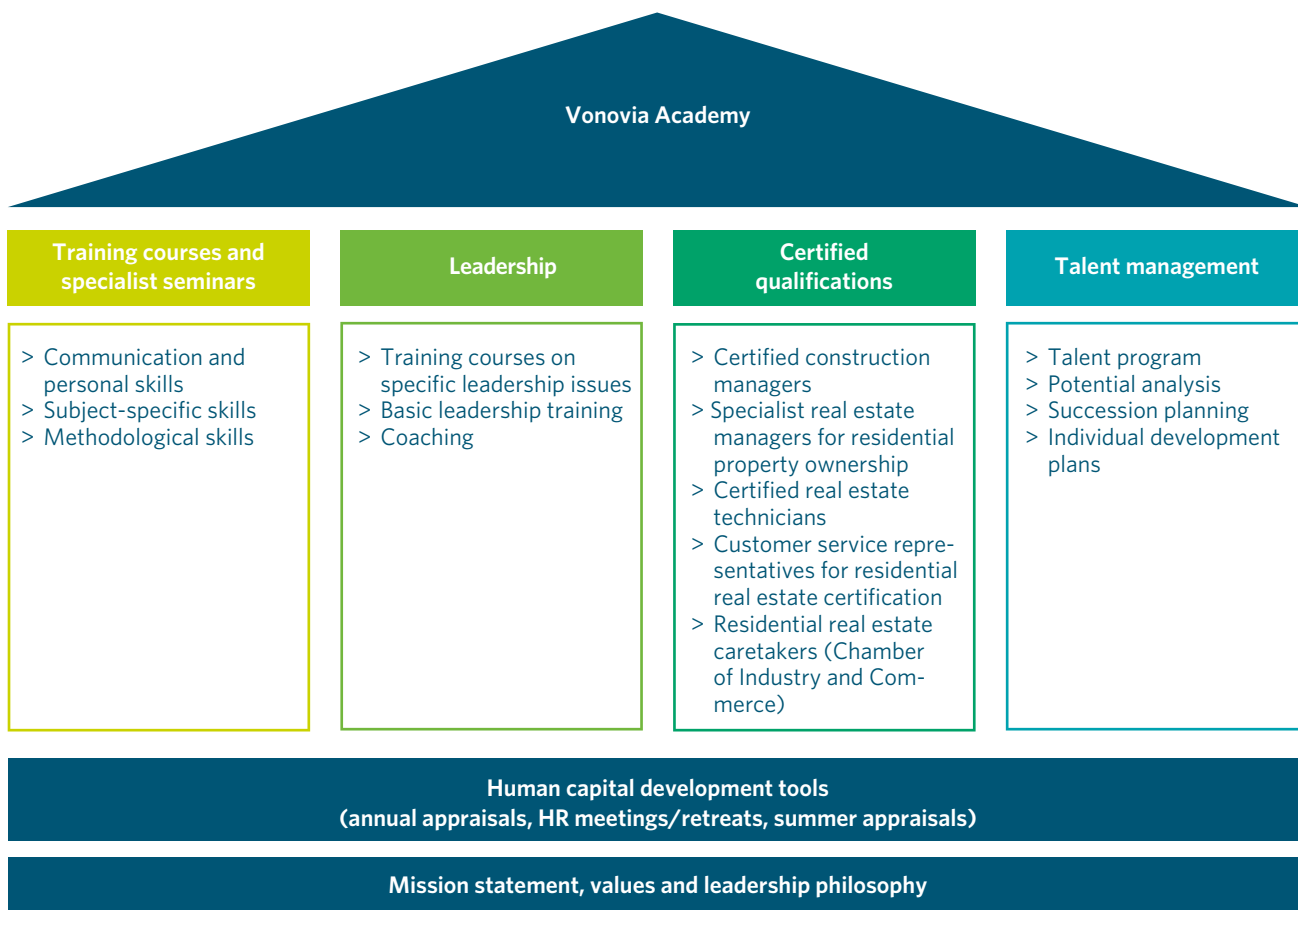 Vonovia Academy
Training courses and
specialist seminars
> Communication and
personal skills
> Subject-specific skills
> Methodological skills
Leadership
> Training courses on
specific leadership issues
> Basic leadership training
> Coaching
Certified
qualifications
> Certified construction
managers
> Specialist real estate
managers for residential
property ownership
> Certified real estate
technicians
> Customer service repre-
sentatives for residential
real estate certification
> Residential real estate
caretakers (Chamber
of Industry and Com-
merce)
Talent management
> Talent program
> Potential analysis
> Succession planning
> Individual development
plans
Human capital development tools
(annual appraisals, HR meetings/retreats, summer appraisals)
Mission statement, values and leadership philosophy